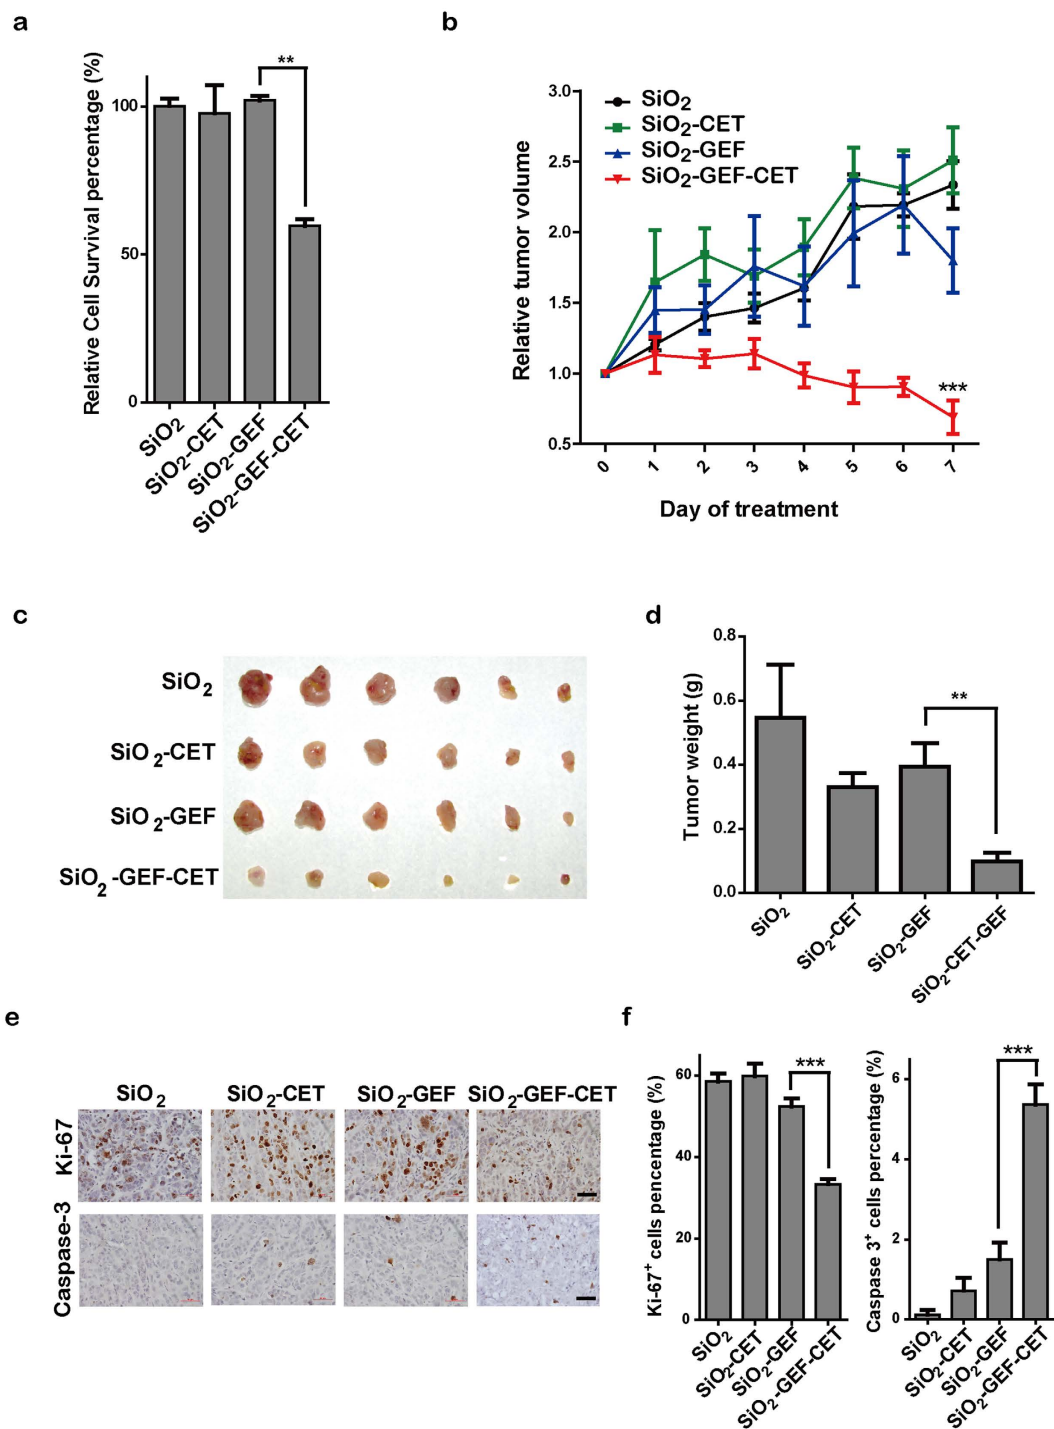 a
Relative Cell Survival percentage (%)
100
50
0
**
SiO2
SiO2-CET
SiO2-GEF
SiO2-GEF-CET
b
Relative tumor volume
3.0
2.5
2.0
1.5
1.0
0.5
SiO2
SiO2-CET
SiO2-GEF
SiO2-GEF-CET
***
0 1 2 3 4 5 6 7
Day of treatment
c
SiO2
SiO2-CET
SiO2-GEF
SiO2-GEF-CET
d
Tumor weight (g)
0.8
0.6
0.4
0.2
0.0
**
SiO2
SiO2-CET
SiO2-GEF
SiO2-CET-GEF
e
SiO2 SiO2-CET SiO2-GEF SiO2-GEF-CET
Ki-67
Caspase-3
f
Ki-67+ cells pencentage (%)
60
40
20
0
***
SiO2
SiO2-CET
SiO2-GEF
SiO2-GEF-CET
Caspase 3+ cells percentage (%)
6
4
2
0
***
SiO2
SiO2-CET
SiO2-GEF
SiO2-GEF-CET